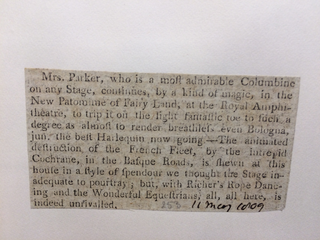 Mrs. Parker, who is a most admirable Columbine
on any Stage, continues, by a kind of magic, in the
New Patomime of Fairy Land, at the Royal Amphi-
theatre, to trip it on the light fantastic toe to such a
degree as almost to render breathless even Bologna,
jun. the best Harlequin now going.—The animated
destruction of the French Fleet, by the intrepid
Cochrane, in the Basque Roads, is shewn at this
house in a style of spendour we thought the Stage in-
adequate to pourtray; but, with Richer's Rope Danc-
ing and the Wonderful Equestrians, all, all here, is
indeed unrivalled.
11 May 1809